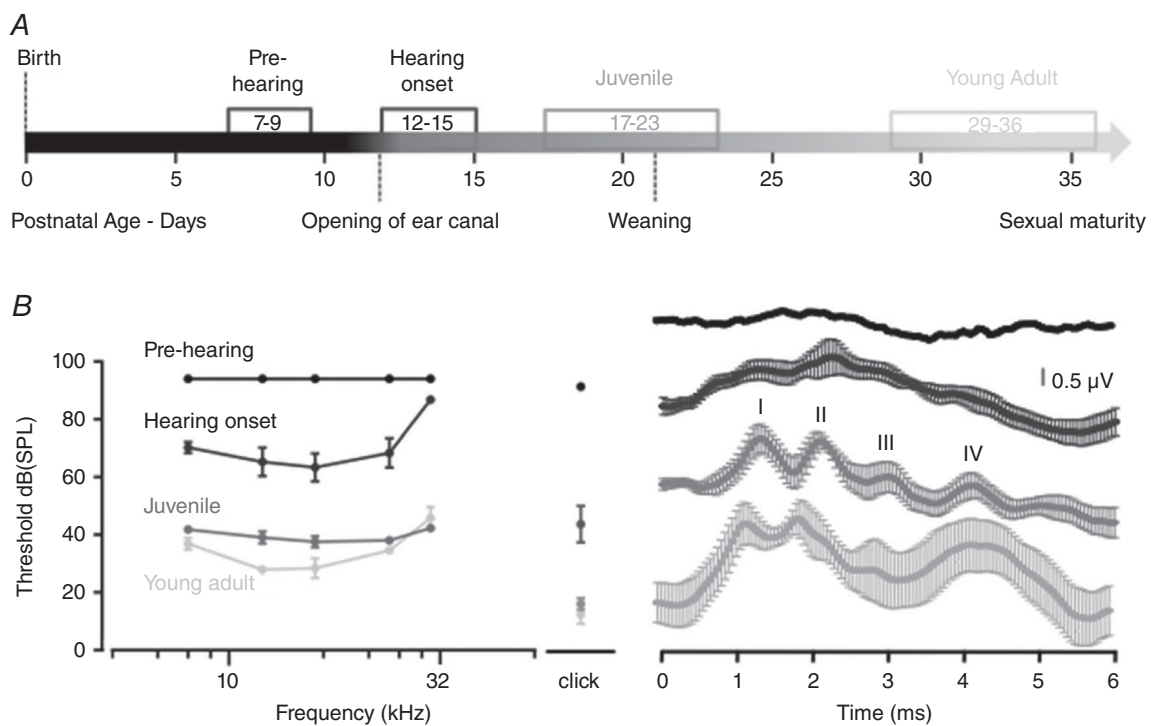 A
Birth
Pre-
hearing
Hearing
onset
Juvenile
Young Adult
7-9
12-15
17-23
29-36
0 5 10 15 20 25 30 35
Postnatal Age - Days
Opening of ear canal
Weaning
Sexual maturity
B
Threshold dB(SPL)
100
80
60
40
20
0
Pre-hearing
Hearing onset
Juvenile
Young adult
10 32
Frequency (kHz)
click
0.5 µV
I
II
III
IV
0 1 2 3 4 5 6
Time (ms)